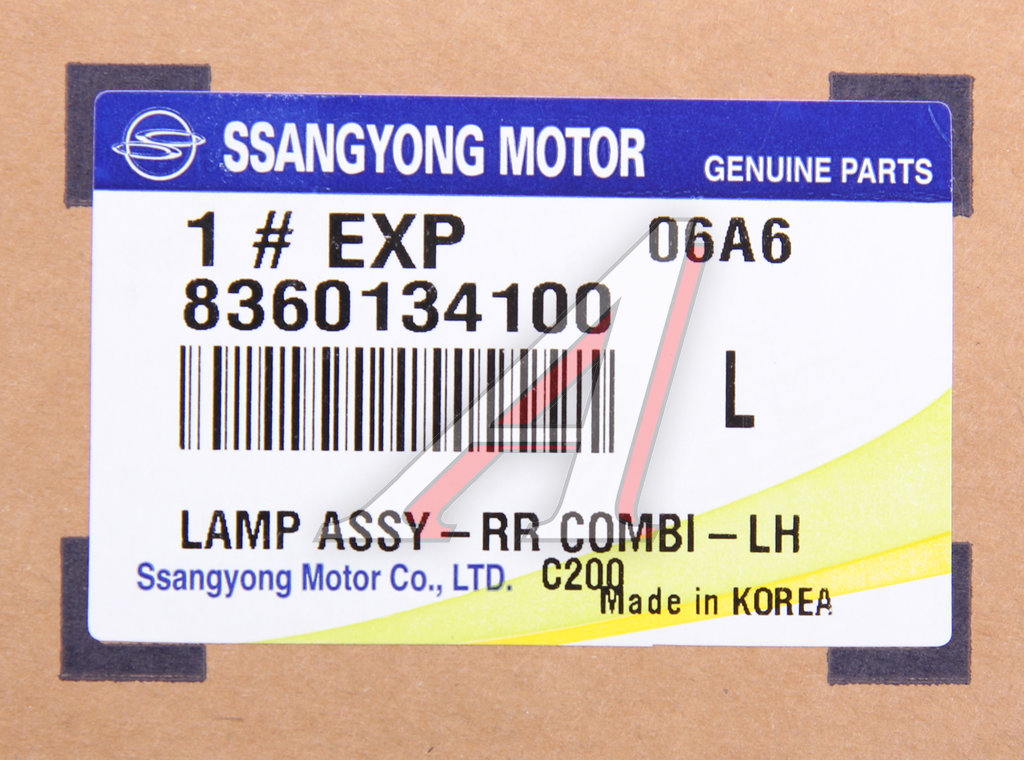 SSANGYONG MOTOR GENUINE PARTS
1 # EXP 06A6
8360134100
L
LAMP ASSY-RR COMBI-LH
Ssangyong Motor Co., LTD. C200
Made in KOREA